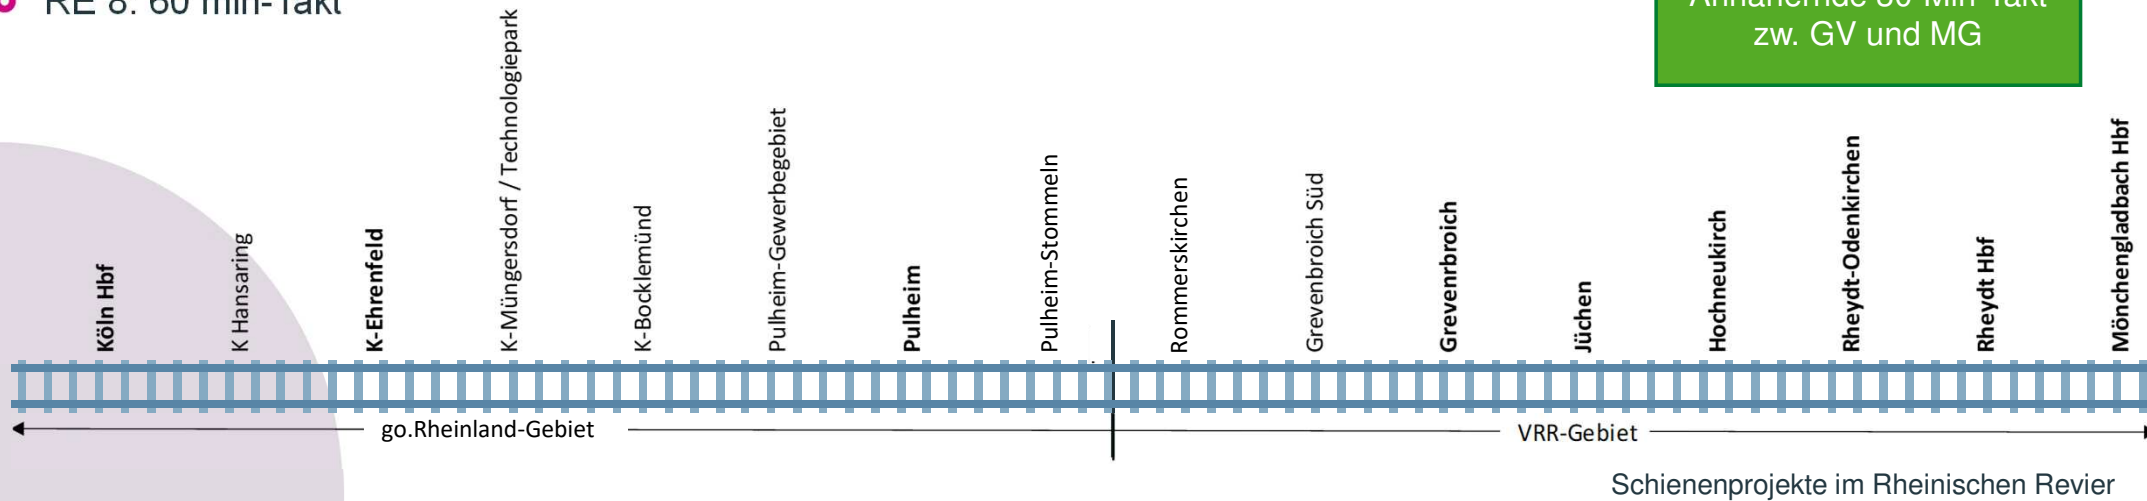 RE 8: 60 min-Takt
Annähernde 30-Min-Takt
zw. GV und MG
Köln Hbf
K Hansaring
K-Ehrenfeld
K-Müngersdorf / Technologiepark
K-Bocklemünd
Pulheim-Gewerbegebiet
Pulheim
Pulheim-Stommeln
Rommerskirchen
Grevenbroich Süd
Grevenbroich
Jüchen
Hochneukirch
Rheydt-Odenkirchen
Rheydt Hbf
Mönchengladbach Hbf
go.Rheinland-Gebiet
VRR-Gebiet
Schienenprojekte im Rheinischen Revier